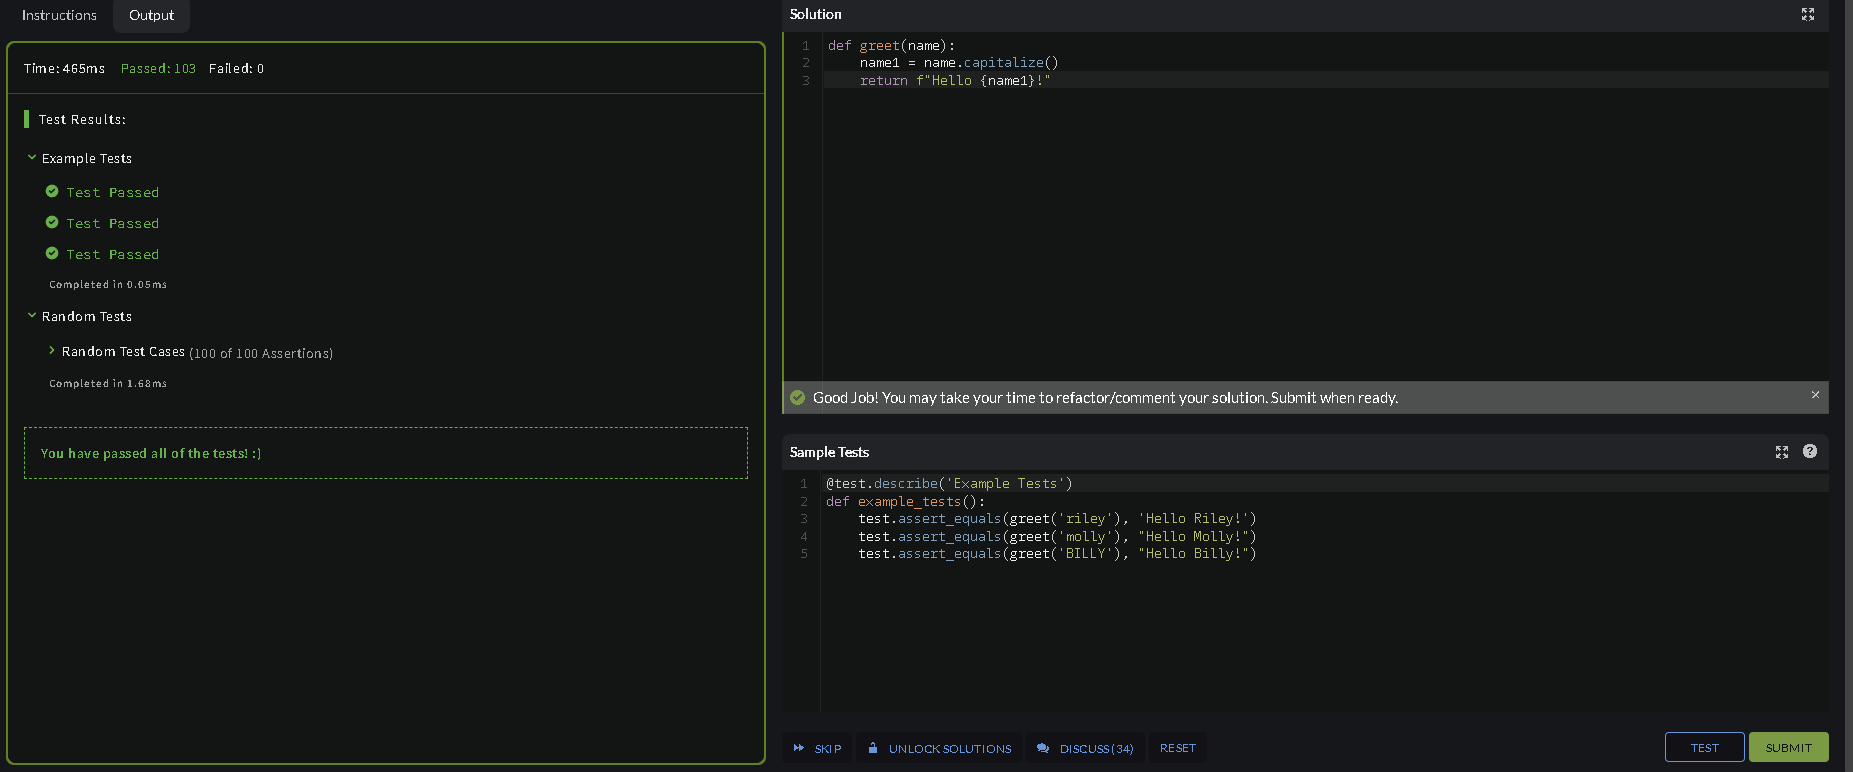 Instructions
Output
Time: 465ms Passed: 103 Failed: 0
Test Results:
Example Tests
Test Passed
Test Passed
Test Passed
Completed in 0.05ms
Random Tests
Random Test Cases (100 of 100 Assertions)
Completed in 1.68ms
You have passed all of the tests! :)
Solution
1 def greet(name):
2     name1 = name.capitalize()
3     return f"Hello {name1}!"
Good Job! You may take your time to refactor/comment your solution. Submit when ready.
Sample Tests
1 @test.describe('Example Tests')
2 def example_tests():
3     test.assert_equals(greet('riley'), 'Hello Riley!')
4     test.assert_equals(greet('molly'), "Hello Molly!")
5     test.assert_equals(greet('BILLY'), "Hello Billy!")
SKIP UNLOCK SOLUTIONS DISCUSS (34) RESET TEST SUBMIT